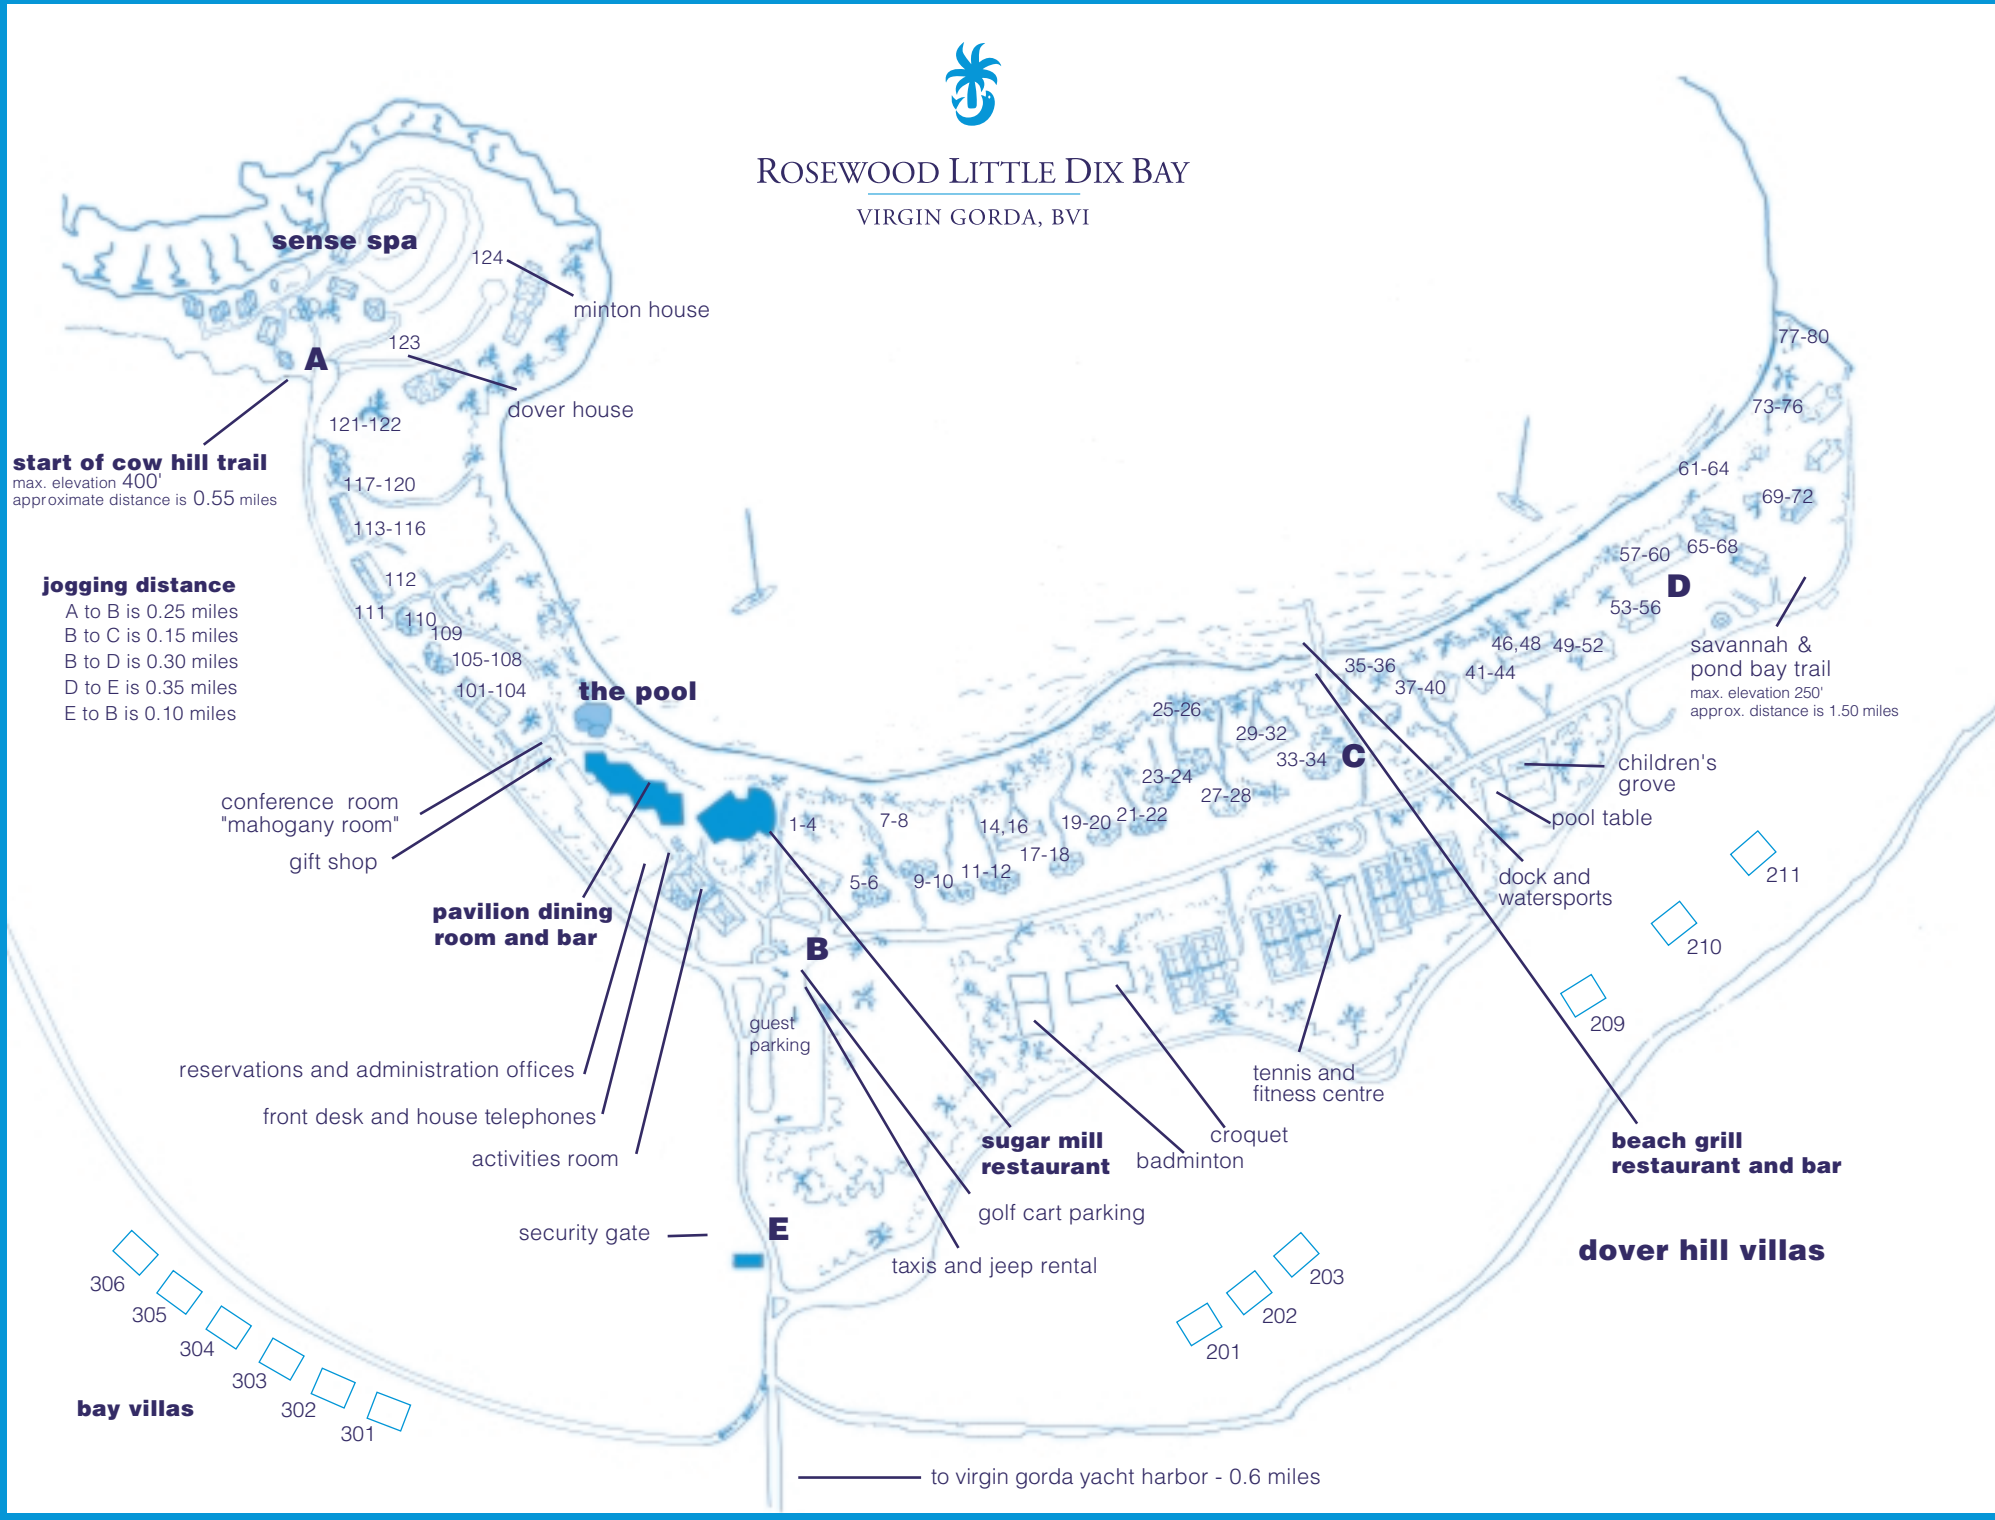 ROSEWOOD LITTLE DIX BAY
VIRGIN GORDA, BVI
sense spa
124
minton house
123
dover house
A
121-122
start of cow hill trail
max. elevation 400'
approximate distance is 0.55 miles
117-120
113-116
jogging distance
A to B is 0.25 miles
B to C is 0.15 miles
B to D is 0.30 miles
D to E is 0.35 miles
E to B is 0.10 miles
112
111
110
109
105-108
101-104
the pool
conference room
"mahogany room"
gift shop
pavilion dining
room and bar
77-80
73-76
61-64
69-72
57-60
65-68
D
53-56
46,48
49-52
savannah &
pond bay trail
max. elevation 250'
approx. distance is 1.50 miles
35-36
37-40
41-44
25-26
29-32
33-34
C
23-24
27-28
children's
grove
pool table
1-4
7-8
14,16
19-20
21-22
17-18
5-6
9-10
11-12
dock and
watersports
211
210
209
B
guest
parking
reservations and administration offices
front desk and house telephones
activities room
tennis and
fitness centre
croquet
badminton
sugar mill
restaurant
beach grill
restaurant and bar
golf cart parking
security gate
E
taxis and jeep rental
dover hill villas
203
202
201
306
305
304
303
302
301
bay villas
to virgin gorda yacht harbor - 0.6 miles